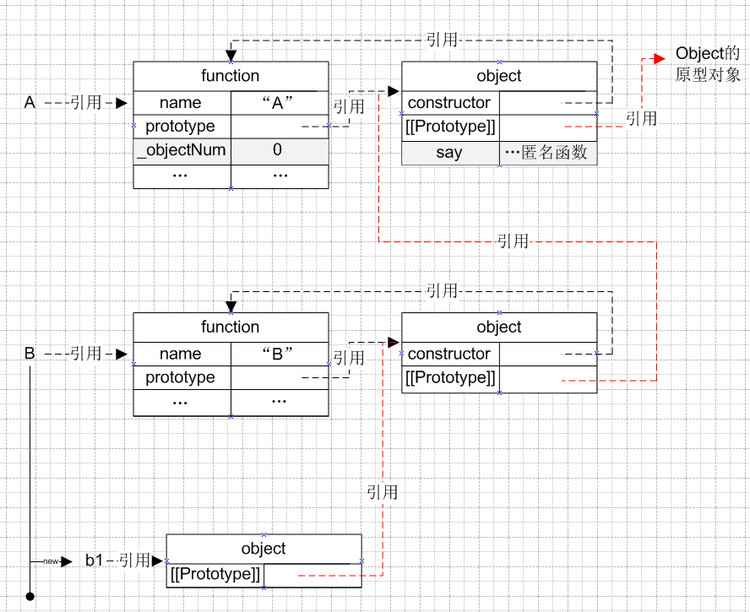 引用
Object的
原型对象
function
object
A 引用 name “A” 引用 constructor
prototype [[Prototype]] 引用
_objectNum 0 say …匿名函数
… …
引用
引用
function
object
B 引用 name “B” 引用 constructor
prototype [[Prototype]]
… …
引用
object
new b1 引用
[[Prototype]]